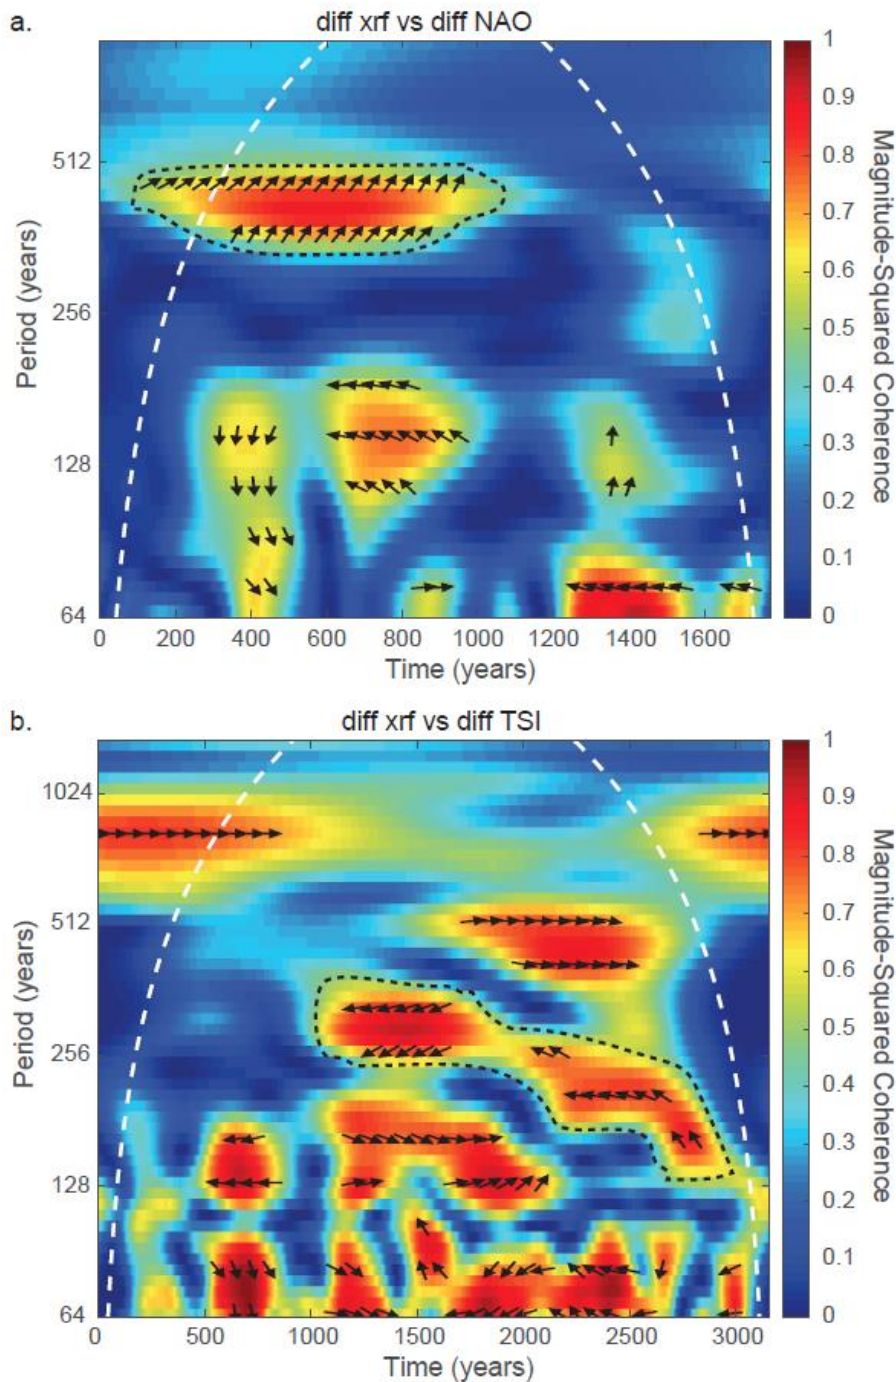 a.
diff xrf vs diff NAO
512
256
128
64
Period (years)
0 200 400 600 800 1000 1200 1400 1600
Time (years)
1
0.9
0.8
0.7
0.6
0.5
0.4
0.3
0.2
0.1
0
Magnitude-Squared Coherence
b.
diff xrf vs diff TSI
1024
512
256
128
64
Period (years)
0 500 1000 1500 2000 2500 3000
Time (years)
1
0.9
0.8
0.7
0.6
0.5
0.4
0.3
0.2
0.1
0
Magnitude-Squared Coherence